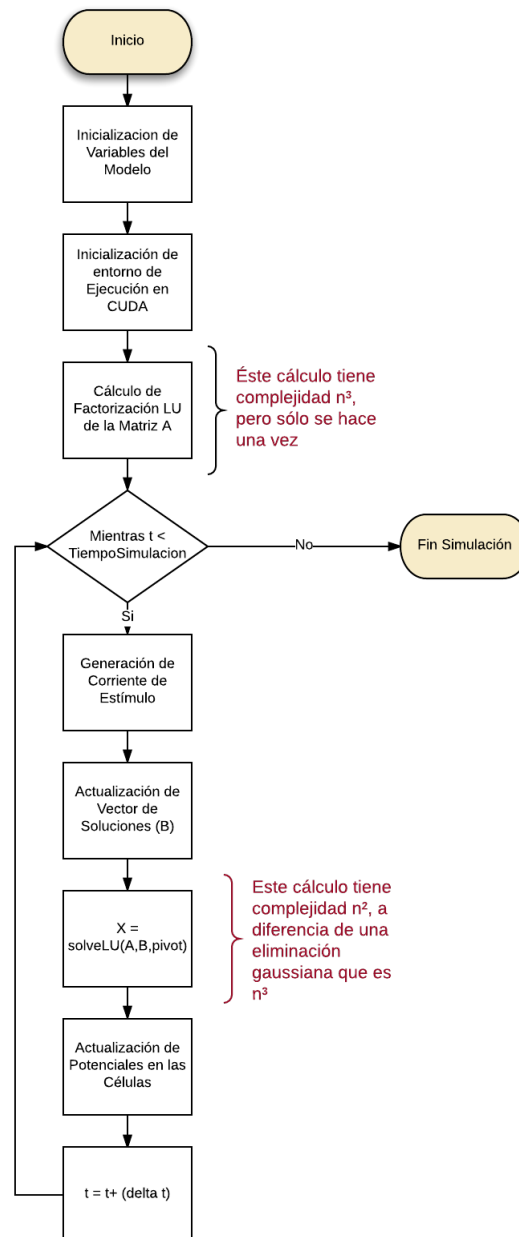 Inicio
Inicializacion de
Variables del
Modelo
Inicialización de
entorno de
Ejecución en
CUDA
Cálculo de
Factorización LU
de la Matriz A
Éste cálculo tiene
complejidad n³,
pero sólo se hace
una vez
Mientras t <
TiempoSimulacion
No
Fin Simulación
Si
Generación de
Corriente de
Estímulo
Actualización de
Vector de
Soluciones (B)
X =
solveLU(A,B,pivot)
Este cálculo tiene
complejidad n², a
diferencia de una
eliminación
gaussiana que es
n³
Actualización de
Potenciales en las
Células
t = t+ (delta t)